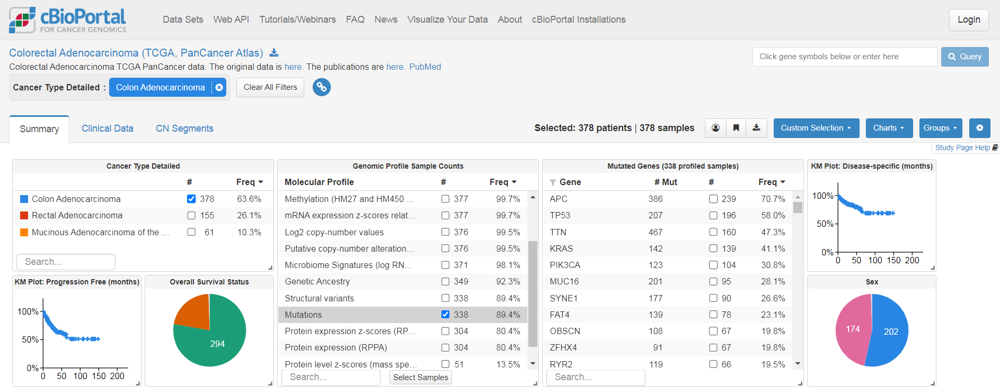 cBioPortal
FOR CANCER GENOMICS
Data Sets Web API Tutorials/Webinars FAQ News Visualize Your Data About cBioPortal Installations
Login
Colorectal Adenocarcinoma (TCGA, PanCancer Atlas)
Click gene symbols below or enter here
Query
Colorectal Adenocarcinoma TCGA PanCancer data. The original data is here. The publications are here. PubMed
Cancer Type Detailed : Colon Adenocarcinoma
Clear All Filters
Summary Clinical Data CN Segments
Selected: 378 patients | 378 samples
Custom Selection Charts Groups
Study Page Help
Cancer Type Detailed
# Freq
Colon Adenocarcinoma 378 63.6%
Rectal Adenocarcinoma 155 26.1%
Mucinous Adenocarcinoma of the ... 61 10.3%
Search...
KM Plot: Progression Free (months)
100%
50%
0%
0 50 100 150 200
Overall Survival Status
294
Genomic Profile Sample Counts
Molecular Profile # Freq
Methylation (HM27 and HM450 ... 377 99.7%
mRNA expression z-scores relat... 377 99.7%
Log2 copy-number values 376 99.5%
Putative copy-number alteration... 376 99.5%
Microbiome Signatures (log RN... 371 98.1%
Genetic Ancestry 349 92.3%
Structural variants 338 89.4%
Mutations 338 89.4%
Protein expression z-scores (RP... 304 80.4%
Protein expression (RPPA) 304 80.4%
Protein level z-scores (mass spe... 51 13.5%
Search...
Select Samples
Mutated Genes (338 profiled samples)
Gene # Mut # Freq
APC 386 239 70.7%
TP53 207 196 58.0%
TTN 467 160 47.3%
KRAS 142 139 41.1%
PIK3CA 123 104 30.8%
MUC16 201 95 28.1%
SYNE1 177 90 26.6%
FAT4 139 78 23.1%
OBSCN 108 67 19.8%
ZFHX4 91 67 19.8%
RYR2 119 66 19.5%
Search...
KM Plot: Disease-specific (months)
100%
50%
0%
0 50 100 150 200
Sex
174
202